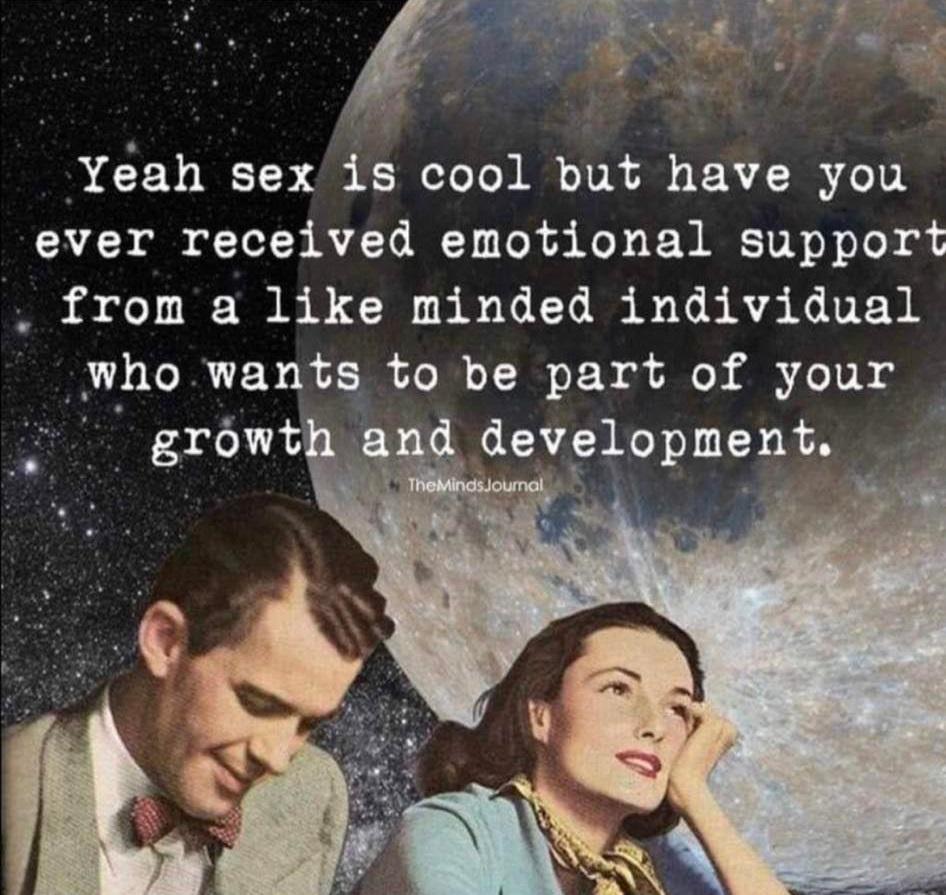 Yeah sex is cool but have you
ever received emotional support
from a like minded individual
who wants to be part of your
growth and development.
TheMindsJournal